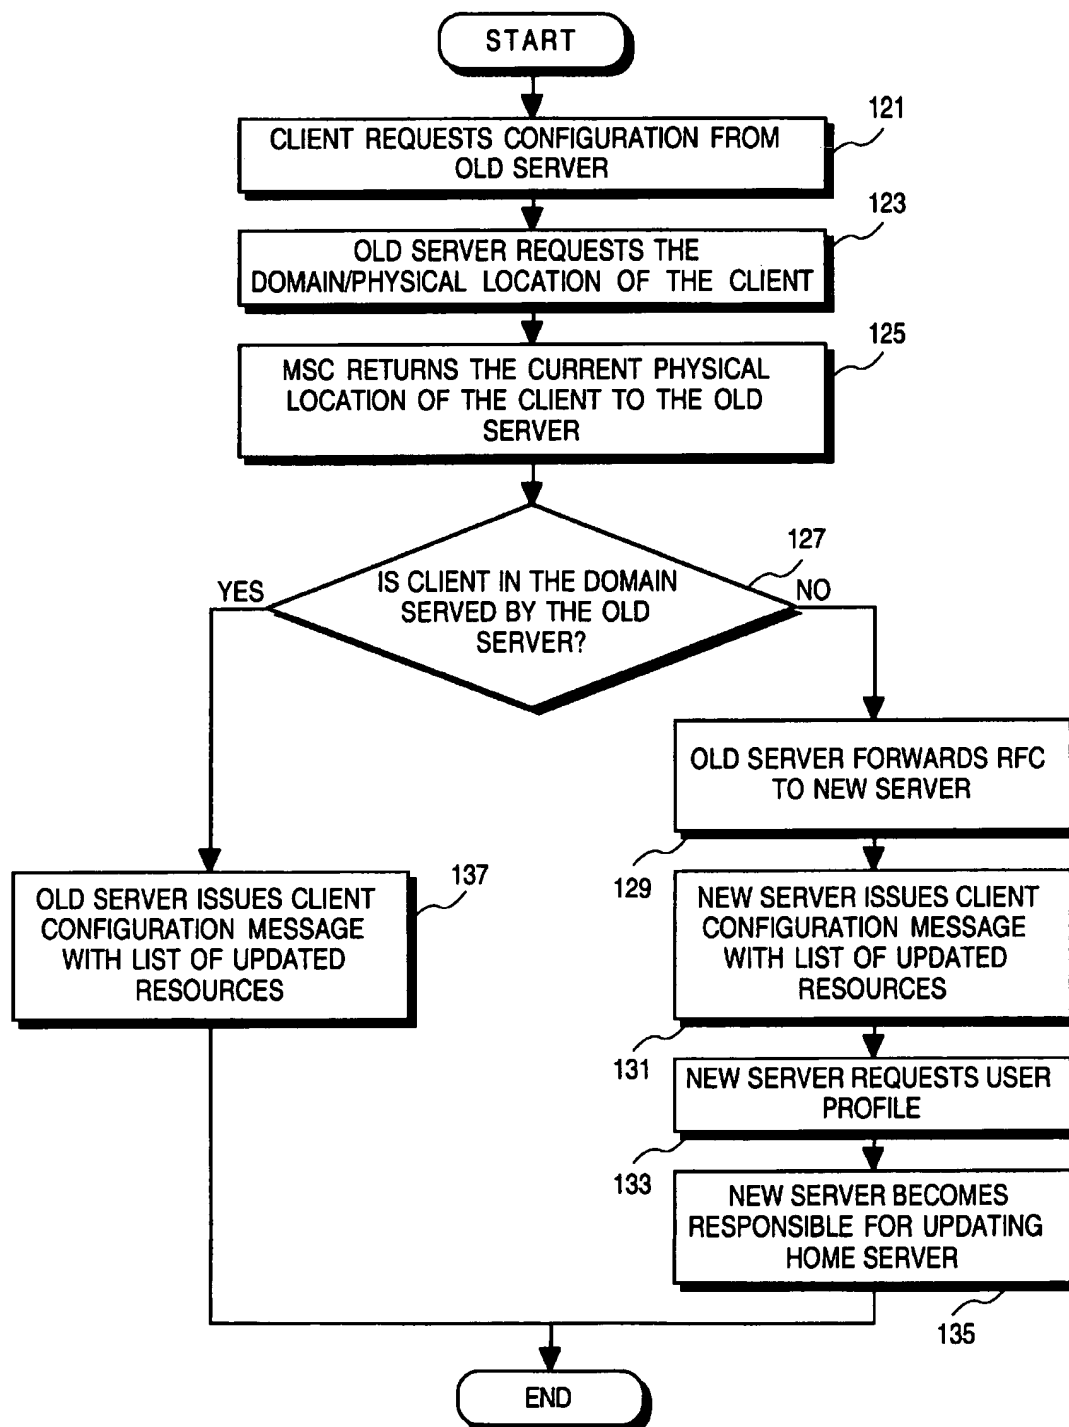 START
121
CLIENT REQUESTS CONFIGURATION FROM
OLD SERVER
123
OLD SERVER REQUESTS THE
DOMAIN/PHYSICAL LOCATION OF THE CLIENT
125
MSC RETURNS THE CURRENT PHYSICAL
LOCATION OF THE CLIENT TO THE OLD
SERVER
127
IS CLIENT IN THE DOMAIN
SERVED BY THE OLD
SERVER?
YES
NO
OLD SERVER FORWARDS RFC
TO NEW SERVER
129
137
OLD SERVER ISSUES CLIENT
CONFIGURATION MESSAGE
WITH LIST OF UPDATED
RESOURCES
NEW SERVER ISSUES CLIENT
CONFIGURATION MESSAGE
WITH LIST OF UPDATED
RESOURCES
131
NEW SERVER REQUESTS USER
PROFILE
133
NEW SERVER BECOMES
RESPONSIBLE FOR UPDATING
HOME SERVER
135
END